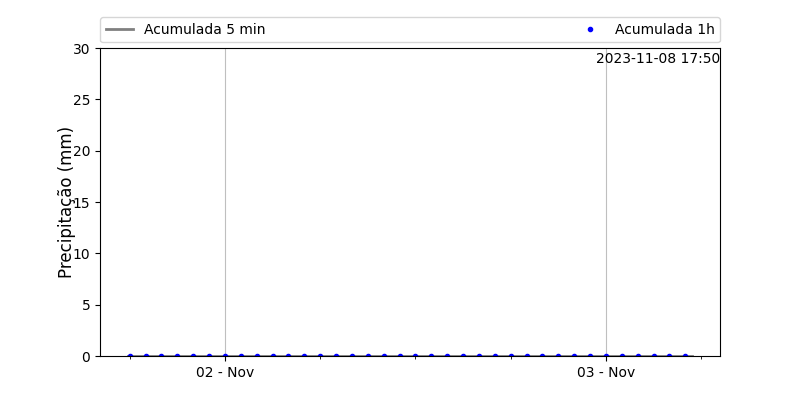 Acumulada 5 min
Acumulada 1h
2023-11-08 17:50
Precipitação (mm)
30
25
20
15
10
5
0
02 - Nov
03 - Nov